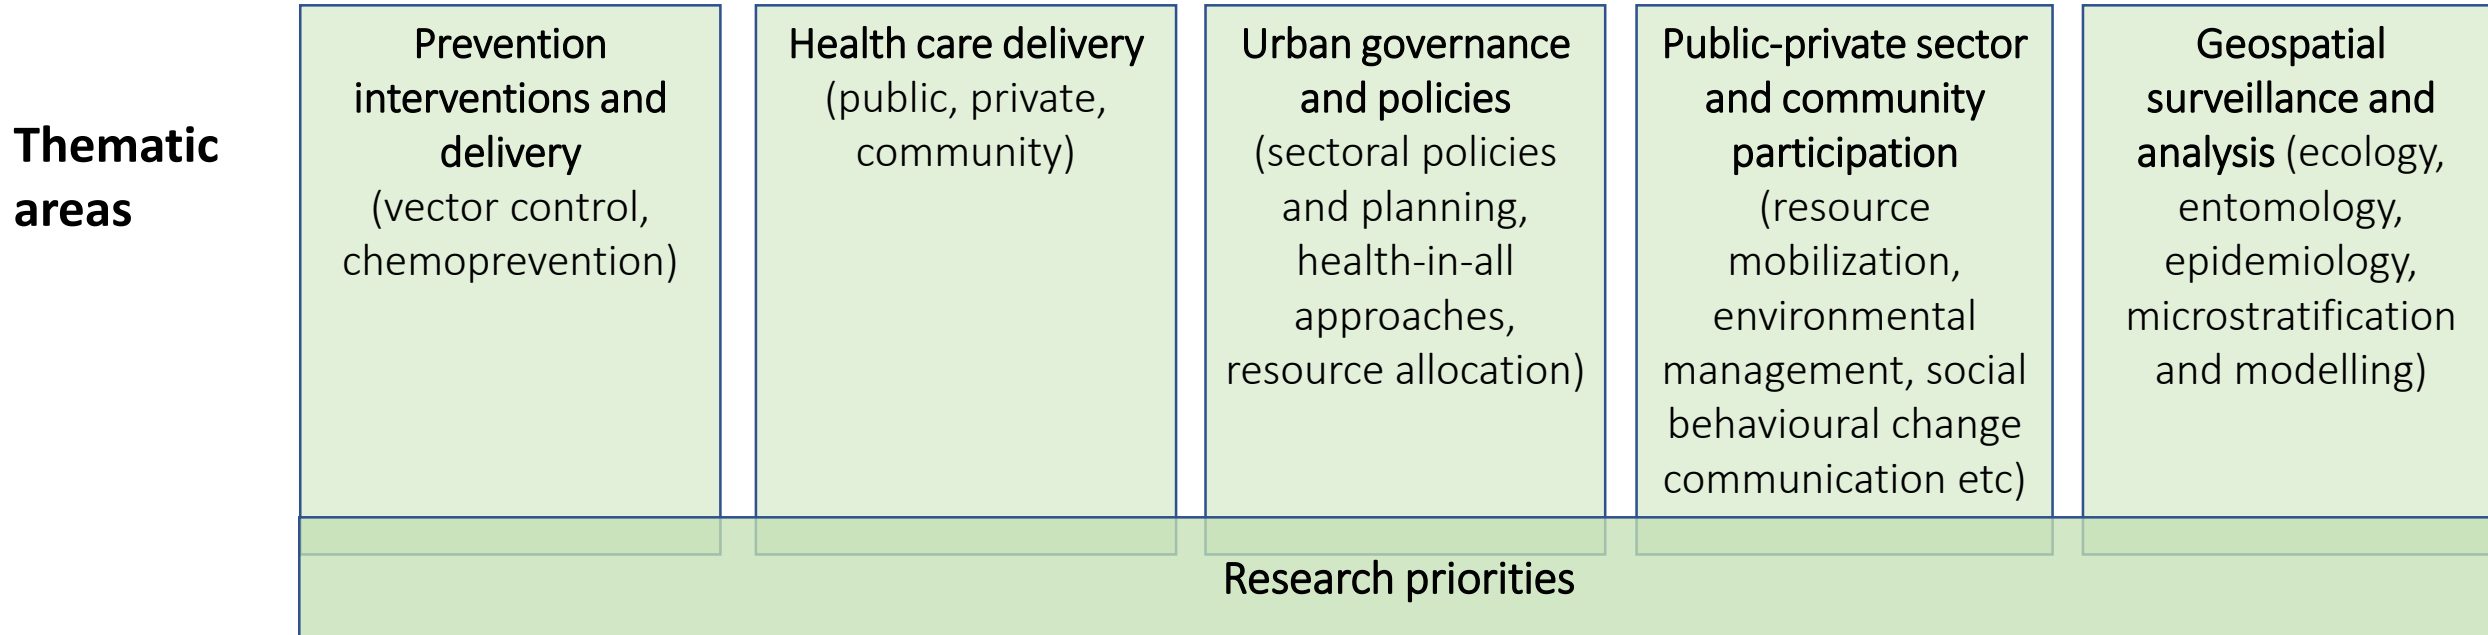 Thematic
areas
Prevention
interventions and
delivery
(vector control,
chemoprevention)
Health care delivery
(public, private,
community)
Urban governance
and policies
(sectoral policies
and planning,
health-in-all
approaches,
resource allocation)
Public-private sector
and community
participation
(resource
mobilization,
environmental
management, social
behavioural change
communication etc)
Geospatial
surveillance and
analysis (ecology,
entomology,
epidemiology,
microstratification
and modelling)
Research priorities